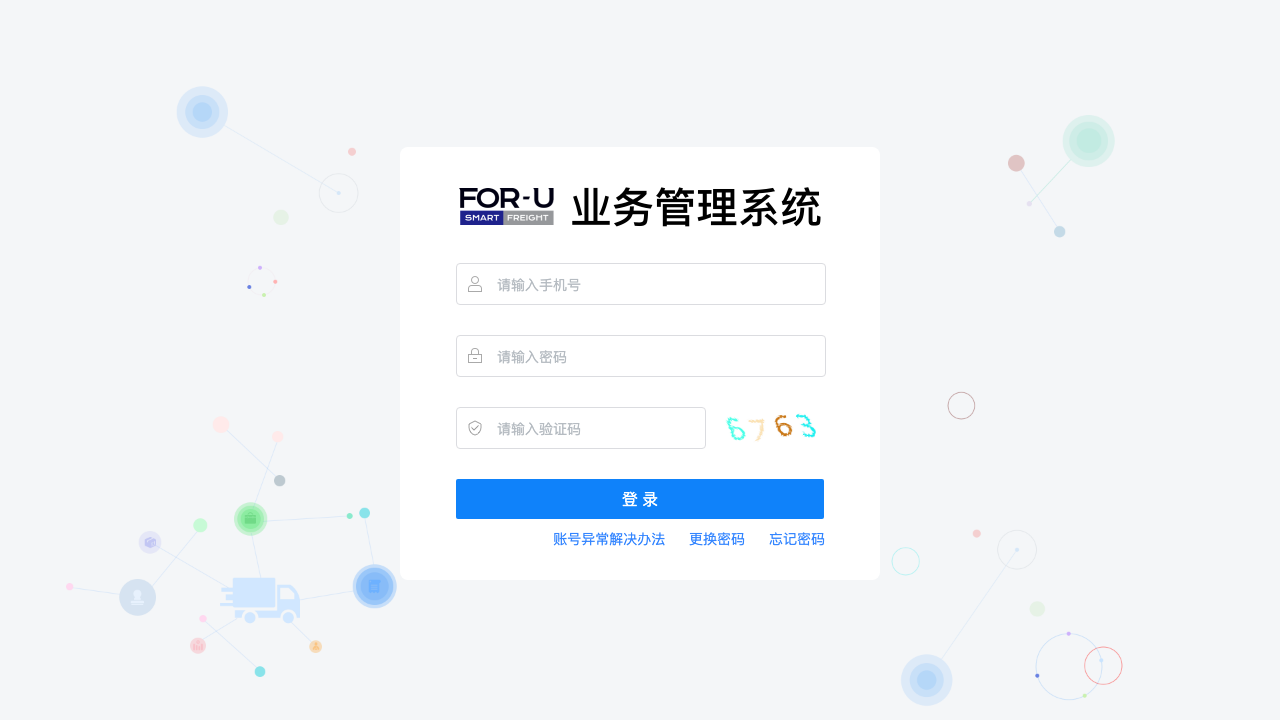 FOR-U SMART FREIGHT 业务管理系统
请输入手机号
请输入密码
请输入验证码 6763
登 录
账号异常解决办法 更换密码 忘记密码